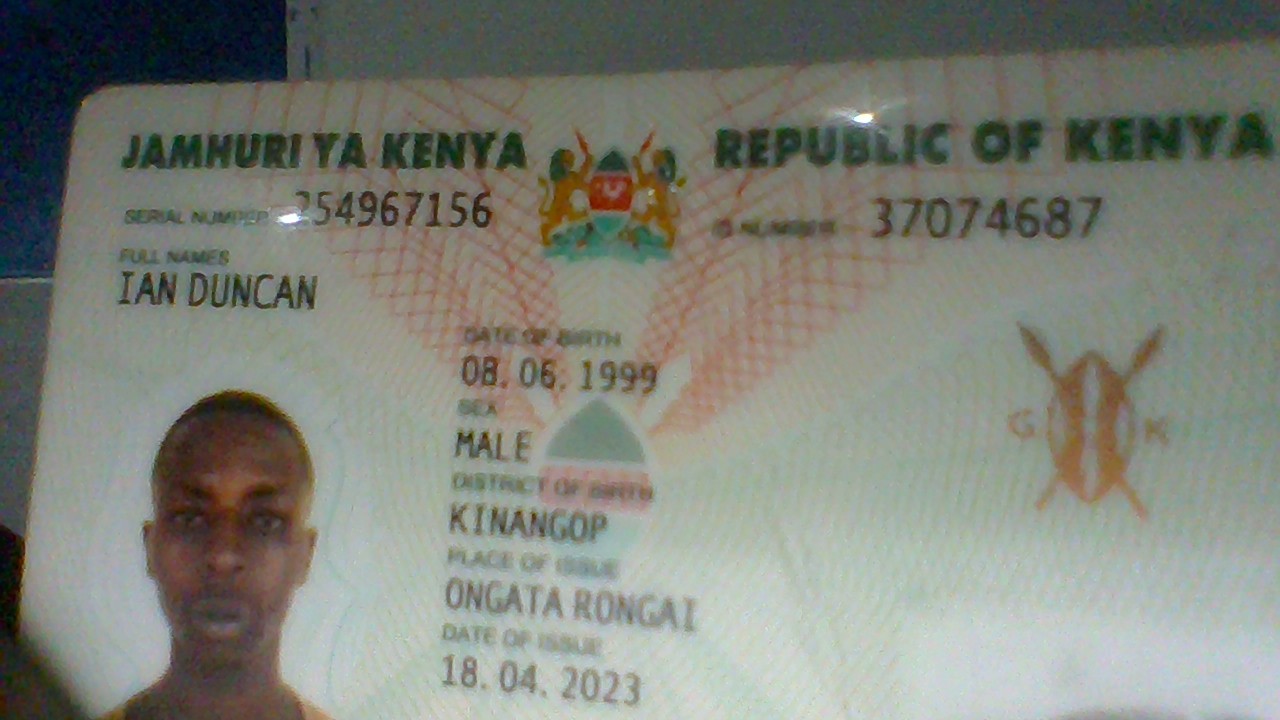 JAMHURI YA KENYA
REPUBLIC OF KENYA
SERIAL NUMBER 254967156
ID NUMBER 37074687
FULL NAMES
IAN DUNCAN
DATE OF BIRTH
08. 06. 1999
SEX
MALE
DISTRICT OF BIRTH
KINANGOP
PLACE OF ISSUE
ONGATA RONGAI
DATE OF ISSUE
18. 04. 2023
G K